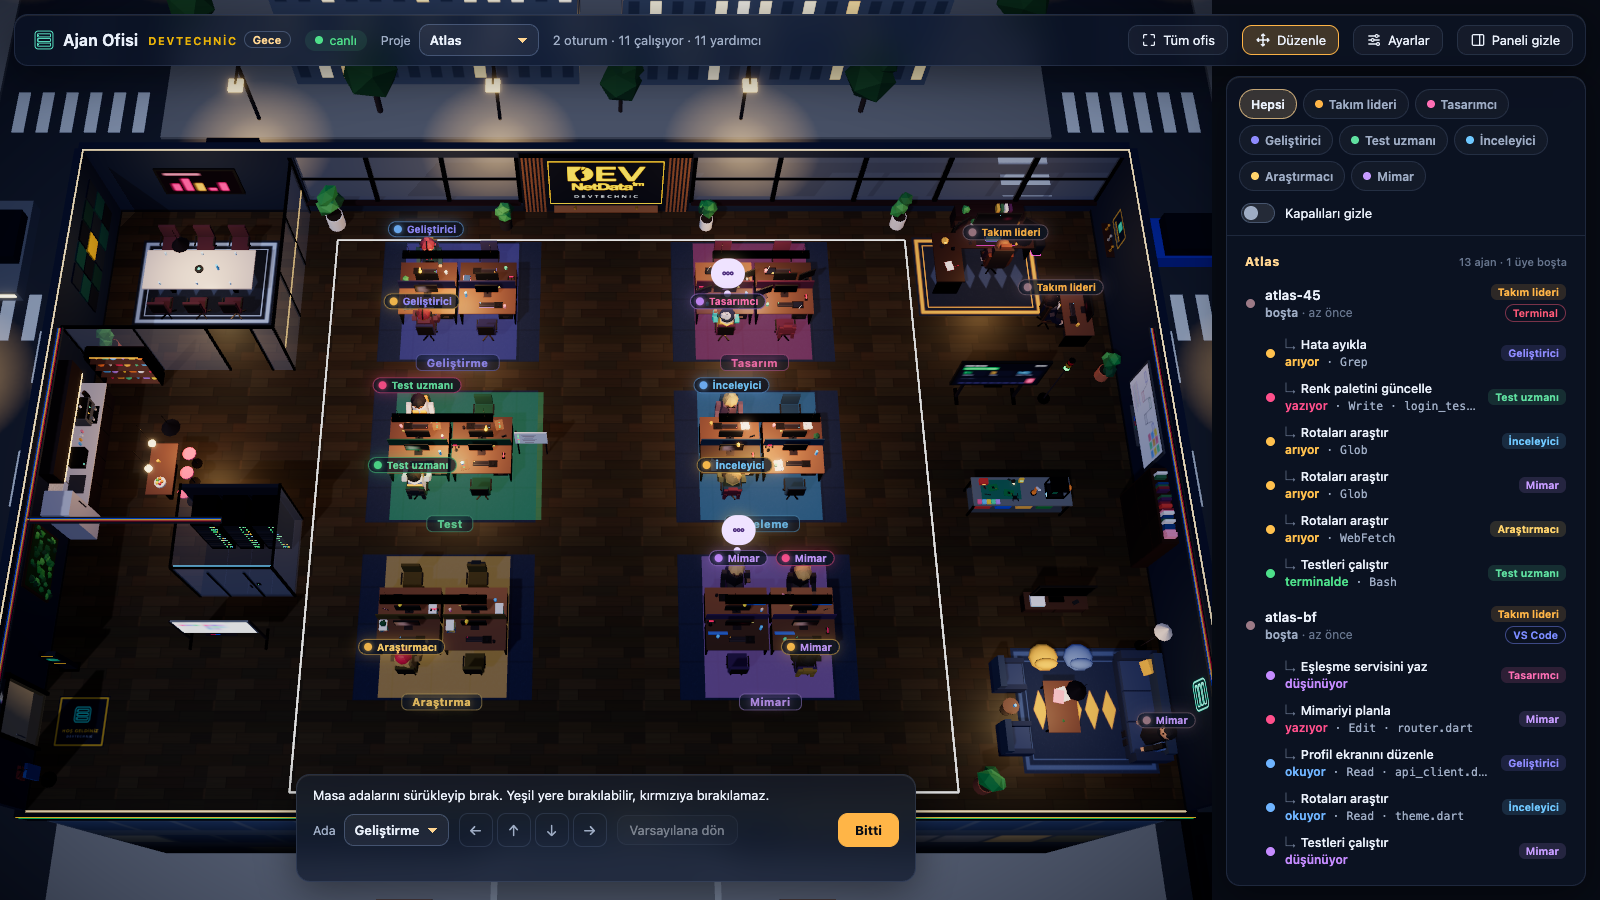 Ajan Ofisi DEVTECHNIC Gece
canlı
Proje Atlas
2 oturum · 11 çalışıyor · 11 yardımcı
Tüm ofis
Düzenle
Ayarlar
Paneli gizle
DEV
NetData
DEVTECHNIC
Geliştirici
Takım lideri
Geliştirici
Tasarımcı
Takım lideri
Geliştirme
Tasarım
Test uzmanı
İnceleyici
Test uzmanı
İnceleyici
Test
eleme
Mimar
Mimar
Araştırmacı
Mimar
Araştırma
Mimari
Mimar
Masa adalarını sürükleyip bırak. Yeşil yere bırakılabilir, kırmızıya bırakılamaz.
Ada Geliştirme
Varsayılana dön
Bitti
Hepsi
Takım lideri
Tasarımcı
Geliştirici
Test uzmanı
İnceleyici
Araştırmacı
Mimar
Kapalıları gizle
Atlas
13 ajan · 1 üye boşta
atlas-45
Takım lideri
boşta · az önce
Terminal
Hata ayıkla
arıyor · Grep
Geliştirici
Renk paletini güncelle
yazıyor · Write · login_tes…
Test uzmanı
Rotaları araştır
arıyor · Glob
İnceleyici
Rotaları araştır
arıyor · Glob
Mimar
Rotaları araştır
arıyor · WebFetch
Araştırmacı
Testleri çalıştır
terminalde · Bash
Test uzmanı
atlas-bf
Takım lideri
boşta · az önce
VS Code
Eşleşme servisini yaz
düşünüyor
Tasarımcı
Mimariyi planla
yazıyor · Edit · router.dart
Mimar
Profil ekranını düzenle
okuyor · Read · api_client.d…
Geliştirici
Rotaları araştır
okuyor · Read · theme.dart
İnceleyici
Testleri çalıştır
düşünüyor
Mimar